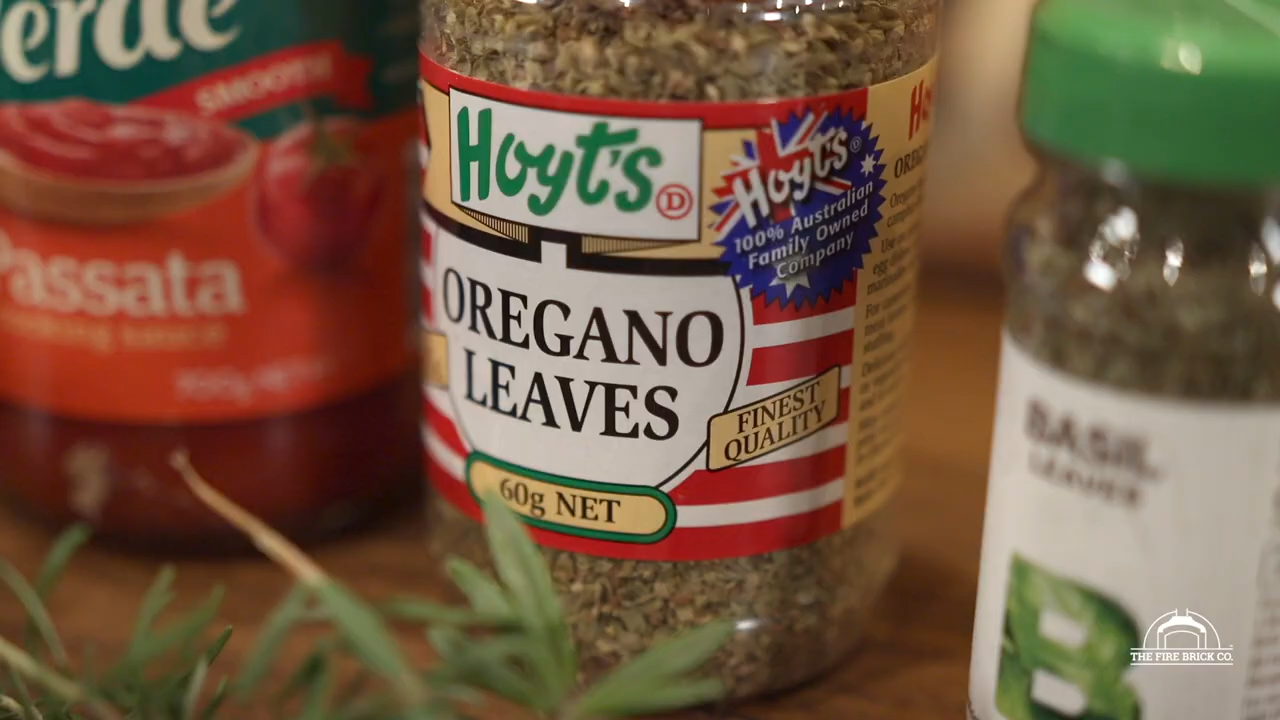 erde
SMOOTH
Passata
Hoyt's
D
Hoyt's®
100% Australian
Family Owned
Company
OREGANO
LEAVES
FINEST
QUALITY
60g NET
BASIL
LEAVES
B
THE FIRE BRICK CO.